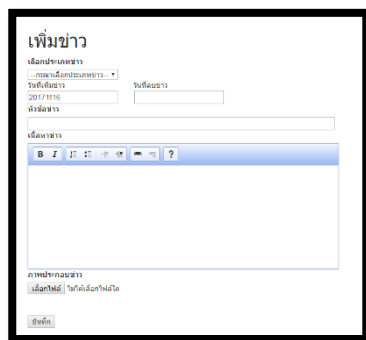 เพิ่มข่าว
เลือกประเภทข่าว
--กรุณาเลือกประเภทข่าว--
วันที่เพิ่มข่าว วันที่ลบข่าว
20171116
หัวข้อข่าว
เนื้อหาข่าว
B I ?
ภาพประกอบข่าว
เลือกไฟล์ ไม่ได้เลือกไฟล์ใด
บันทึก